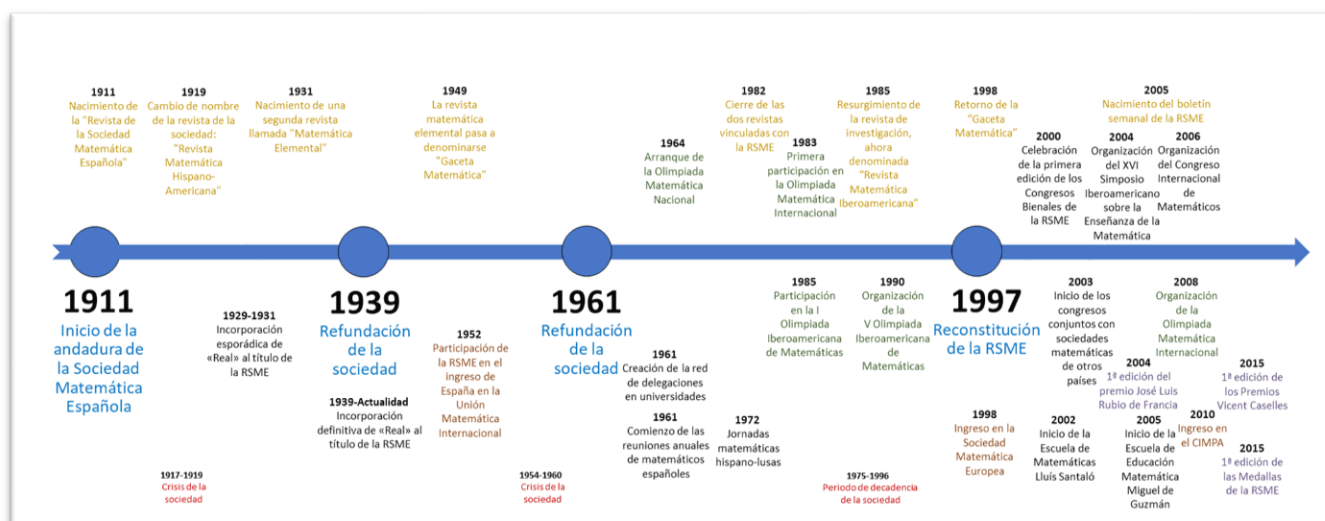 1911
Nacimiento de
la "Revista de
la Sociedad
Matemática
Española"
1919
Cambio de nombre
de la revista de la
sociedad:
"Revista
Matemática
Hispano-
Americana"
1931
Nacimiento de una
segunda revista
llamada "Matemática
Elemental"
1949
La revista
matemática
elemental pasa a
denominarse
"Gaceta
Matemática"
1964
Arranque de
la Olimpiada
Matemática
Nacional
1982
Cierre de las
dos revistas
vinculadas con
la RSME
1983
Primera
participación en
la Olimpiada
Matemática
Internacional
1985
Resurgimiento de
la revista de
investigación,
ahora
denominada
"Revista
Matemática
Iberoamericana"
1998
Retorno de la
"Gaceta
Matemática"
2000
Celebración
de la primera
edición de los
Congresos
Bienales de
la RSME
2005
Nacimiento del boletín
semanal de la RSME
2004
Organización
del XVI
Simposio
Iberoamericano
sobre la
Enseñanza de la
Matemática
2006
Organización
del Congreso
Internacional
de
Matemáticos
1911
Inicio de la
andadura de
la Sociedad
Matemática
Española
1929-1931
Incorporación
esporádica de
«Real» al título de
la RSME
1917-1919
Crisis de la
sociedad
1939
Refundación
de la
sociedad
1939-Actualidad
Incorporación
definitiva de «Real» al
título de la RSME
1952
Participación de
la RSME en el
ingreso de
España en la
Unión
Matemática
Internacional
1954-1960
Crisis de la
sociedad
1961
Refundación
de la
sociedad
1961
Creación de la red
de delegaciones
en universidades
1961
Comienzo de las
reuniones anuales
de matemáticos
españoles
1972
Jornadas
matemáticas
hispano-lusas
1985
Participación
en la I
Olimpiada
Iberoamericana
de Matemáticas
1990
Organización
de la
V Olimpiada
Iberoamericana
de
Matemáticas
1975-1996
Periodo de decadencia
de la sociedad
1997
Reconstitución
de la RSME
1998
Ingreso en
la Sociedad
Matemática
Europea
2003
Inicio de los
congresos
conjuntos con
sociedades
matemáticas
de otros
países
2002
Inicio de la
Escuela de
Matemáticas
Lluís Santaló
2004
1ª edición del
premio José Luis
Rubio de Francia
2005
Inicio de la
Escuela de
Educación
Matemática
Miguel de
Guzmán
2008
Organización
de la
Olimpiada
Matemática
Internacional
2010
Ingreso en
el CIMPA
2015
1ª edición de
los Premios
Vicent Caselles
2015
1ª edición de
las Medallas
de la RSME